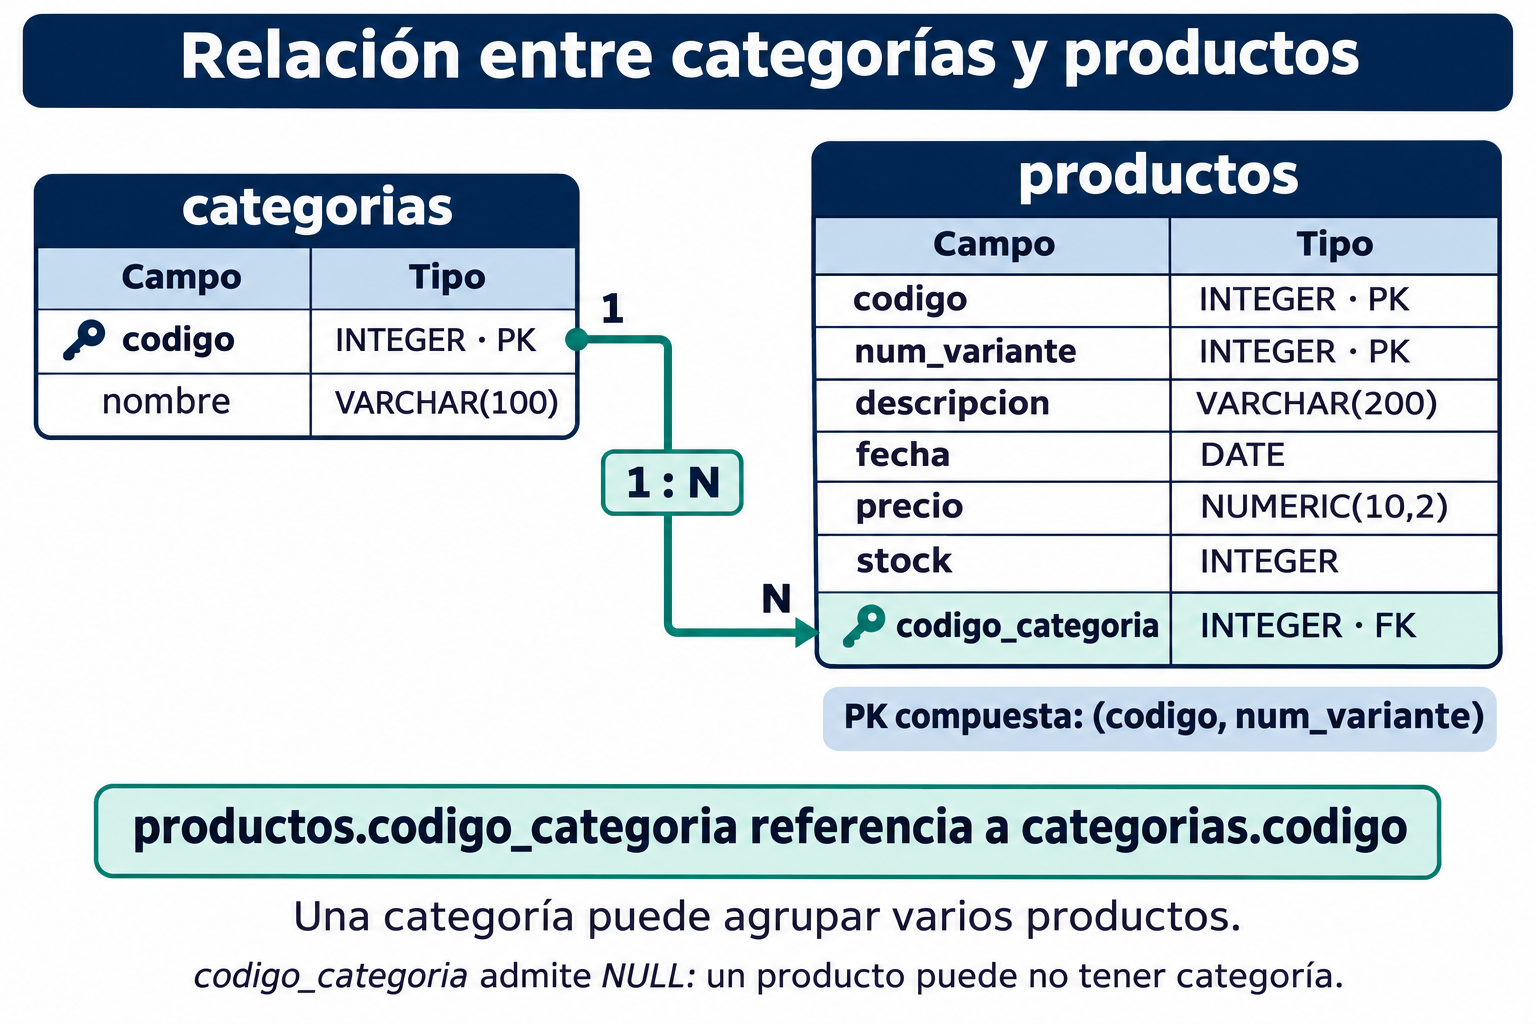 Relación entre categorías y productos
categorias
Campo Tipo
codigo INTEGER · PK
nombre VARCHAR(100)
1
1 : N
N
productos
Campo Tipo
codigo INTEGER · PK
num_variante INTEGER · PK
descripcion VARCHAR(200)
fecha DATE
precio NUMERIC(10,2)
stock INTEGER
codigo_categoria INTEGER · FK
PK compuesta: (codigo, num_variante)
productos.codigo_categoria referencia a categorias.codigo
Una categoría puede agrupar varios productos.
codigo_categoria admite NULL: un producto puede no tener categoría.